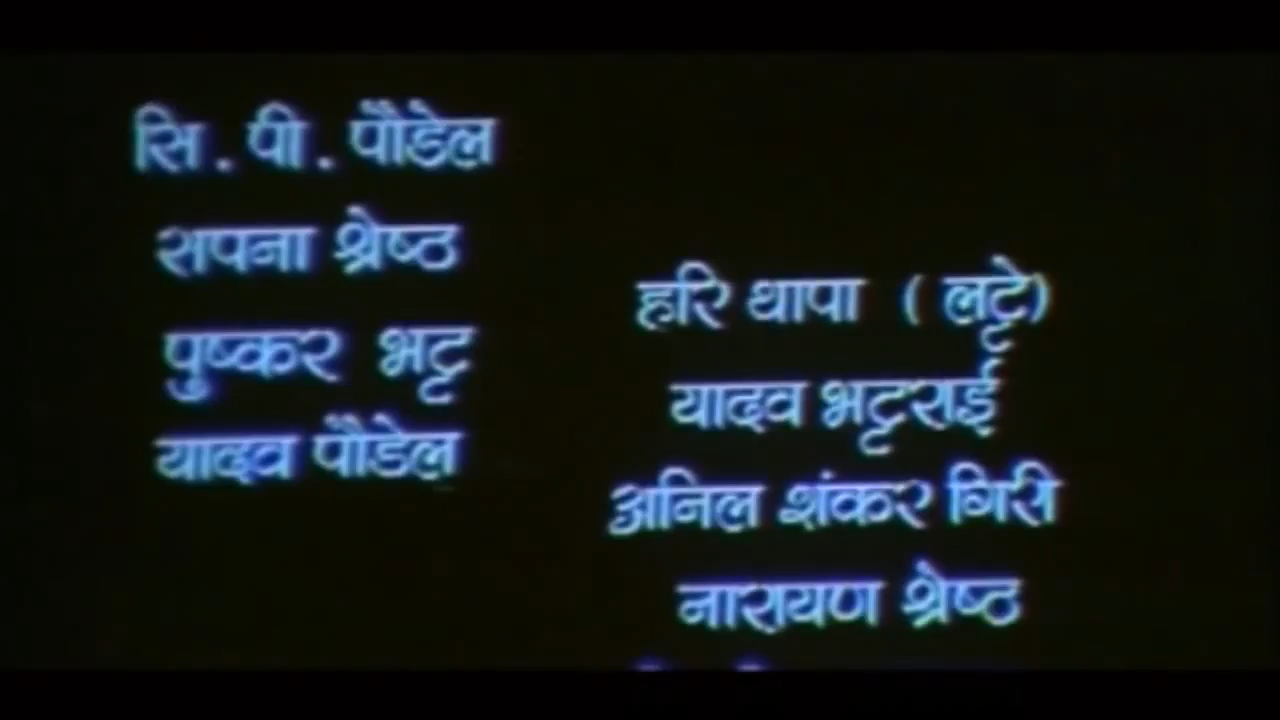 सि . पी . पौडेल
सपना श्रेष्ठ
पुष्कर भट्ट
यादव पौडेल
हरि थापा ( लट्टे)
यादव भट्टराई
अनिल शंकर गिरी
नारायण श्रेष्ठ